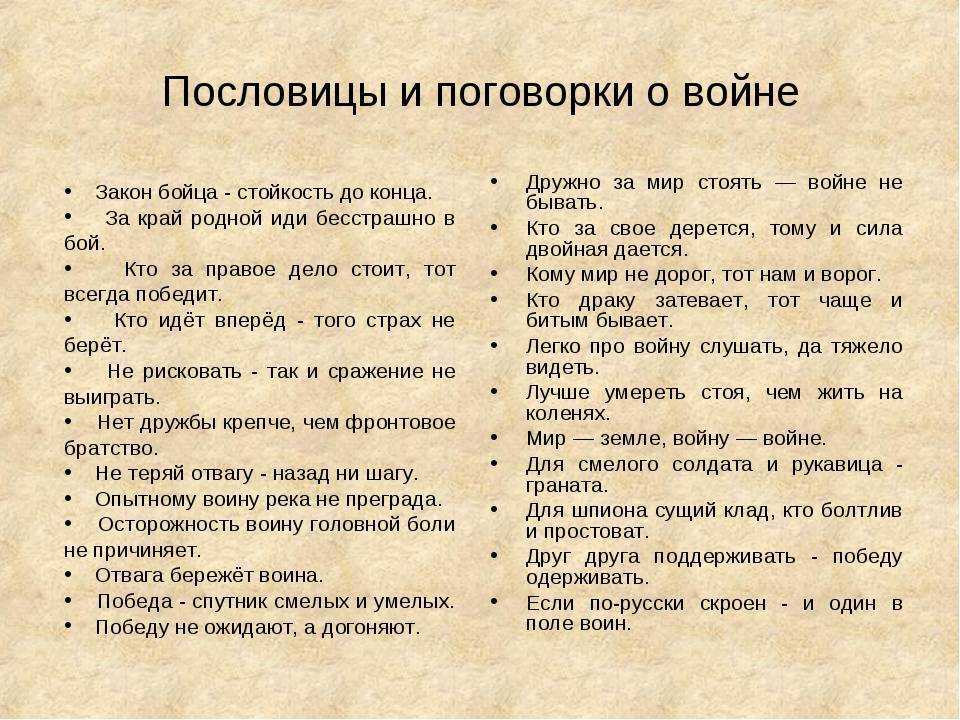 Пословицы и поговорки о войне
• Закон бойца - стойкость до конца.
• За край родной иди бесстрашно в
бой.
• Кто за правое дело стоит, тот
всегда победит.
• Кто идёт вперёд - того страх не
берёт.
• Не рисковать - так и сражение не
выиграть.
• Нет дружбы крепче, чем фронтовое
братство.
• Не теряй отвагу - назад ни шагу.
• Опытному воину река не преграда.
• Осторожность воину головной боли
не причиняет.
• Отвага бережёт воина.
• Победа - спутник смелых и умелых.
• Победу не ожидают, а догоняют.
• Дружно за мир стоять — войне не
бывать.
• Кто за свое дерется, тому и сила
двойная дается.
• Кому мир не дорог, тот нам и ворог.
• Кто драку затевает, тот чаще и
битым бывает.
• Легко про войну слушать, да тяжело
видеть.
• Лучше умереть стоя, чем жить на
коленях.
• Мир — земле, войну — войне.
• Для смелого солдата и рукавица -
граната.
• Для шпиона сущий клад, кто болтлив
и простоват.
• Друг друга поддерживать - победу
одерживать.
• Если по-русски скроен - и один в
поле воин.